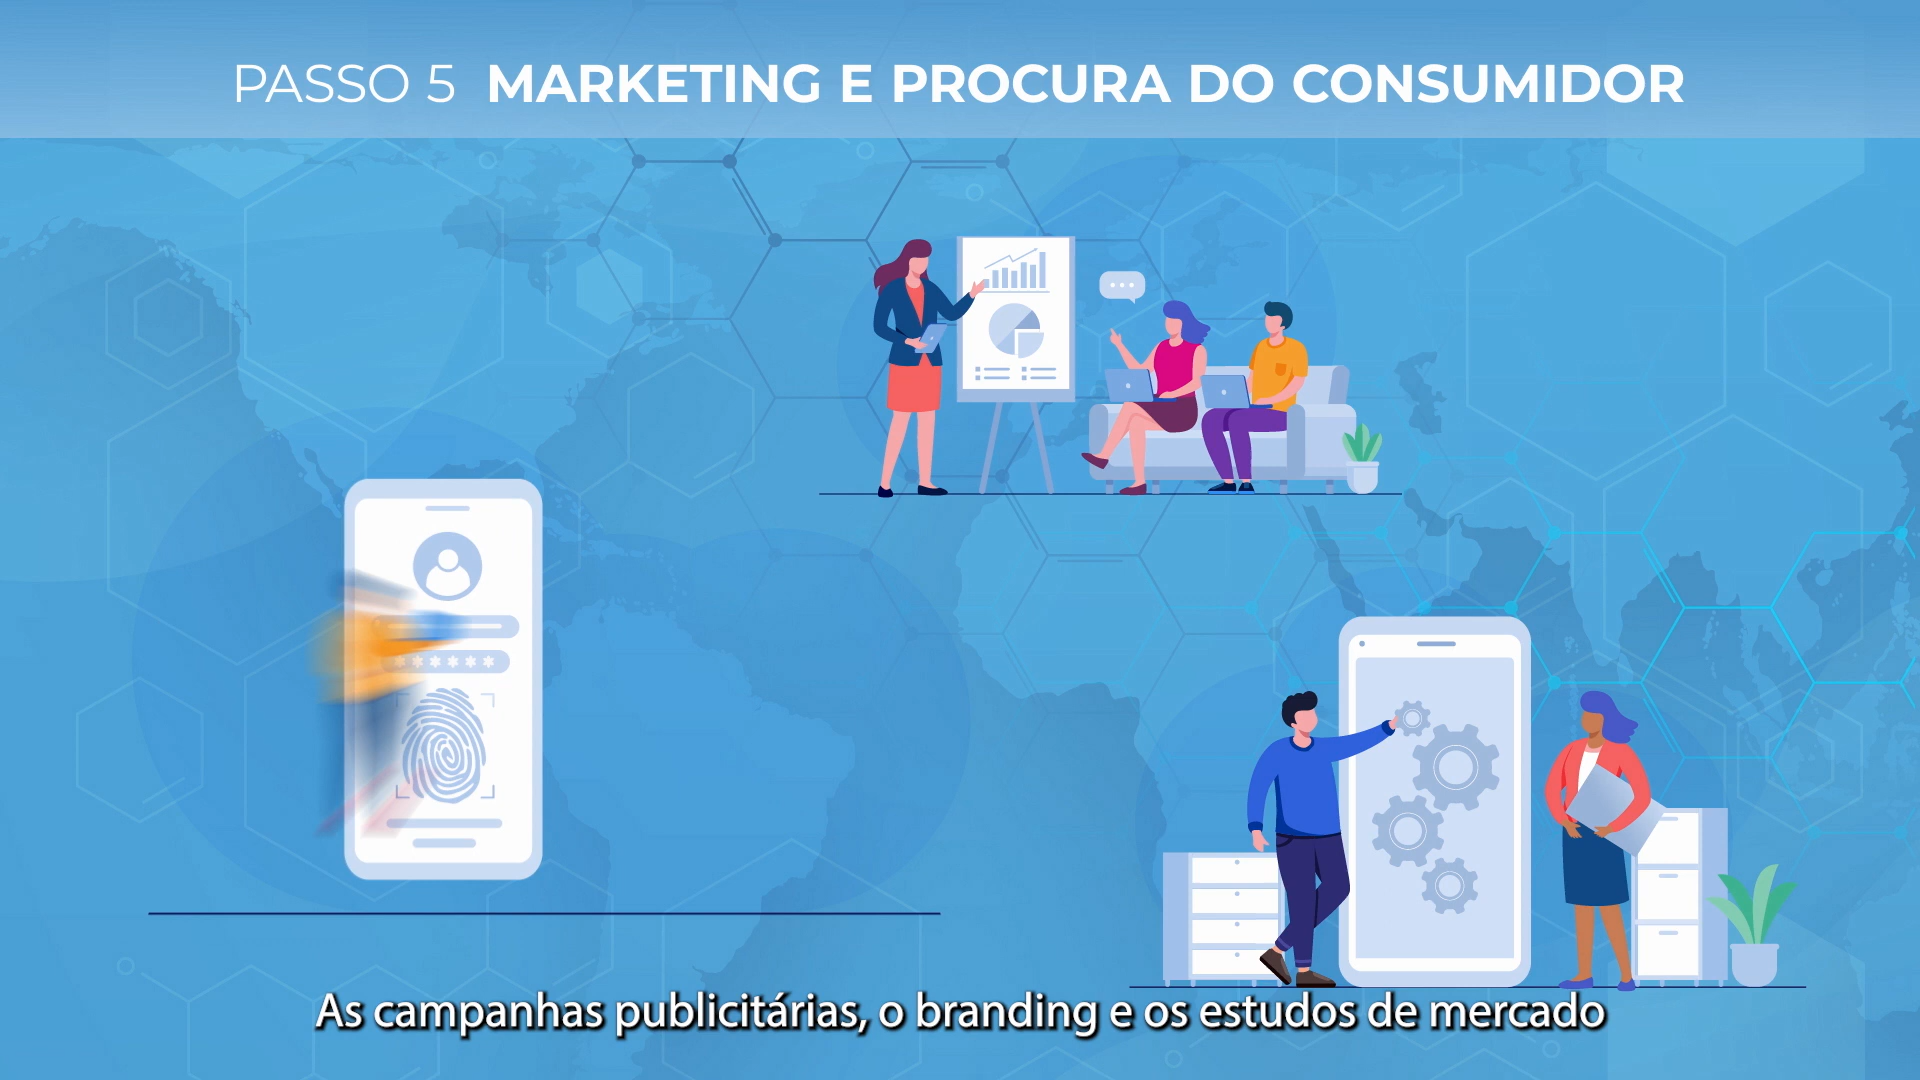 PASSO 5 MARKETING E PROCURA DO CONSUMIDOR
As campanhas publicitárias, o branding e os estudos de mercado